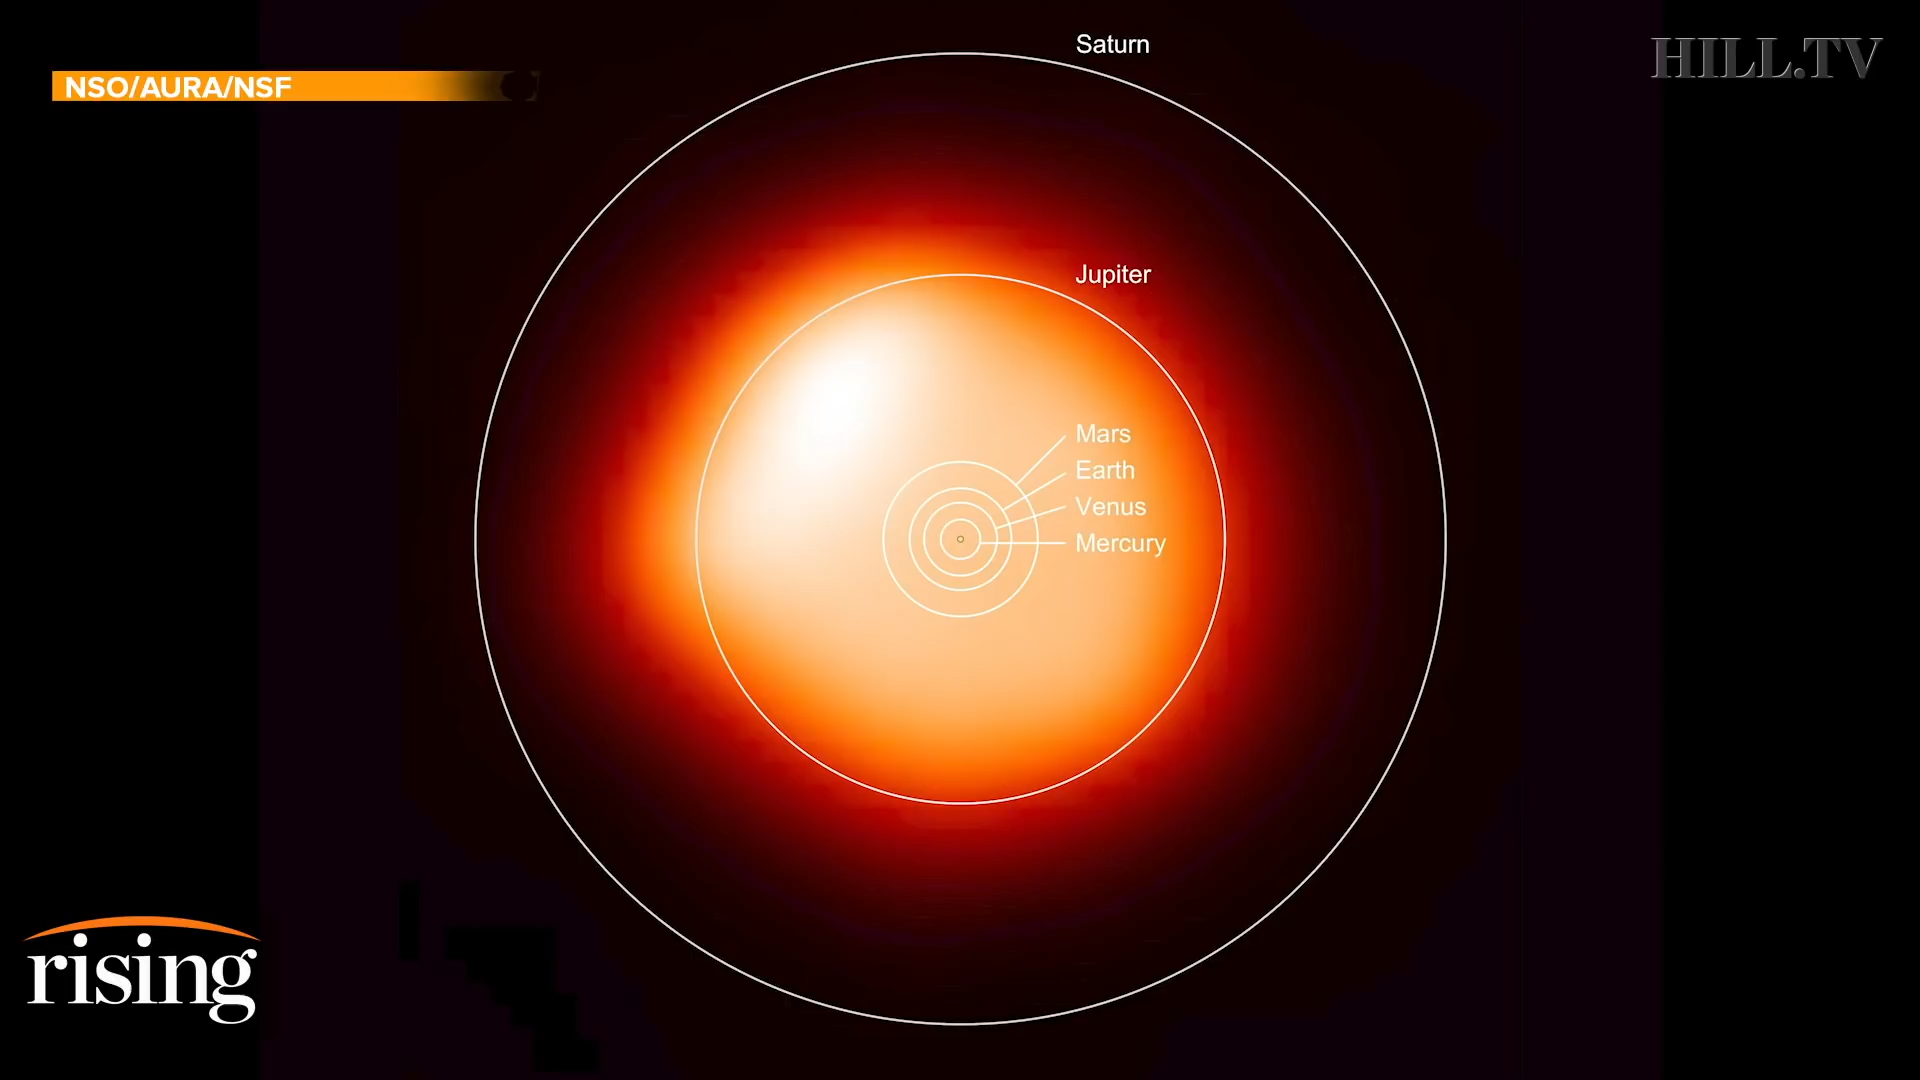 Saturn
HILL.TV
NSO/AURA/NSF
Jupiter
Mars
Earth
Venus
Mercury
rising